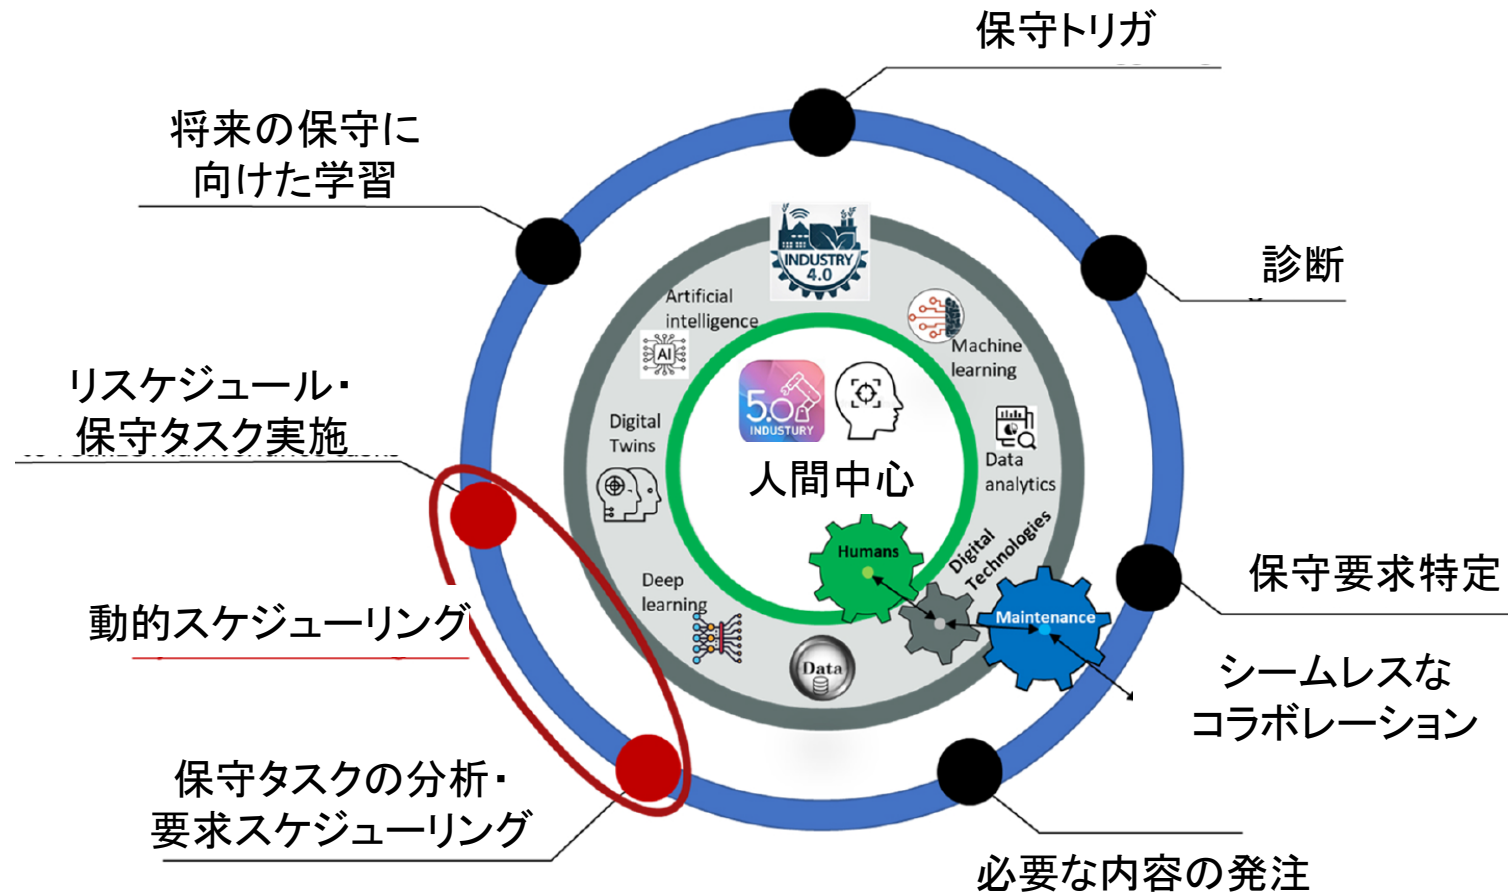 保守トリガ
将来の保守に
向けた学習
診断
リスケジュール・
保守タスク実施
動的スケジューリング
保守タスクの分析・
要求スケジューリング
必要な内容の発注
保守要求特定
シームレスな
コラボレーション
INDUSTRY
4.0
Artificial
intelligence
AI
Machine
learning
Digital
Twins
Data
analytics
Deep
learning
Data
Digital
Technologies
5.0
INDUSTURY
人間中心
Humans
Maintenance